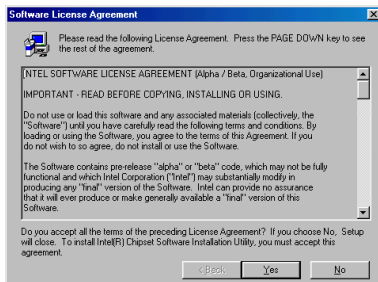 Software License Agreement
Please read the following License Agreement. Press the PAGE DOWN key to see
the rest of the agreement.
INTEL SOFTWARE LICENSE AGREEMENT (Alpha / Beta, Organizational Use)
IMPORTANT - READ BEFORE COPYING, INSTALLING OR USING.
Do not use or load this software and any associated materials (collectively, the
"Software") until you have carefully read the following terms and conditions. By
loading or using the Software, you agree to the terms of this Agreement. If you
do not wish to so agree, do not install or use the Software.
The Software contains pre-release "alpha" or "beta" code, which may not be fully
functional and which Intel Corporation ("Intel") may substantially modify in
producing any "final" version of the Software. Intel can provide no assurance
that it will ever produce or make generally available a "final" version of this
Software.
Do you accept all the terms of the preceding License Agreement? If you choose No, Setup
will close. To install Intel(R) Chipset Software Installation Utility, you must accept this
agreement.
< Back
Yes
No